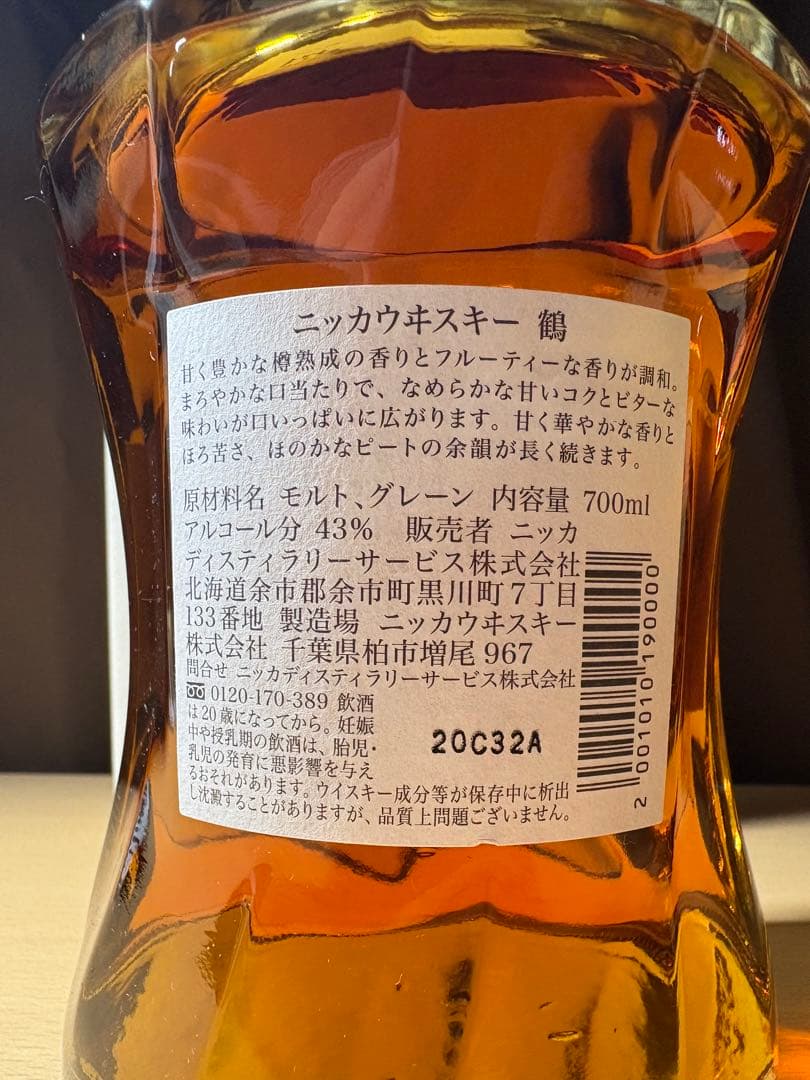 ニッカウヰスキー 鶴
甘く豊かな樽熟成の香りとフルーティーな香りが調和。
まろやかな口当たりで、なめらかな甘いコクとビターな
味わいが口いっぱいに広がります。甘く華やかな香りと
ほろ苦さ、ほのかなピートの余韻が長く続きます。
原材料名 モルト、グレーン 内容量 700ml
アルコール分 43% 販売者 ニッカ
ディスティラリーサービス株式会社
北海道余市郡余市町黒川町7丁目
133番地 製造場 ニッカウヰスキー
株式会社 千葉県柏市増尾967
問合せ ニッカディスティラリーサービス株式会社
0120-170-389 飲酒
は20歳になってから。妊娠
中や授乳期の飲酒は、胎児・
乳児の発育に悪影響を与え
るおそれがあります。ウイスキー成分等が保存中に析出
し沈澱することがありますが、品質上問題ございません。
20C32A
2 001010 190000